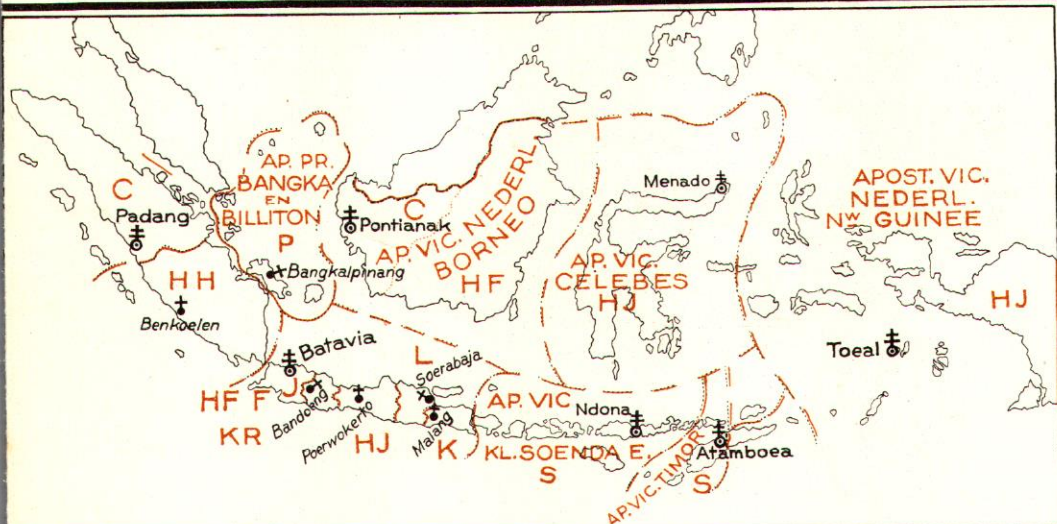 C
Padang
HH
Benkoelen
AP. PR.
BANGKA
EN
BILLITON
P
Bangkalpinang
Pontianak
C
AP. VIC. NEDERL.
BORNEO
HF
Menado
AP. VIC.
CELEBES
HJ
APOST. VIC.
NEDERL.
Nᵂ GUINEE
HJ
Toeal
Batavia
J
HF F
KR
Bandoeng
Poerwokerto
HJ
L
Soerabaja
Malang
K
AP. VIC
Ndona
KL. SOENDA E.
S
AP. VIC. TIMOR
Atamboea
S